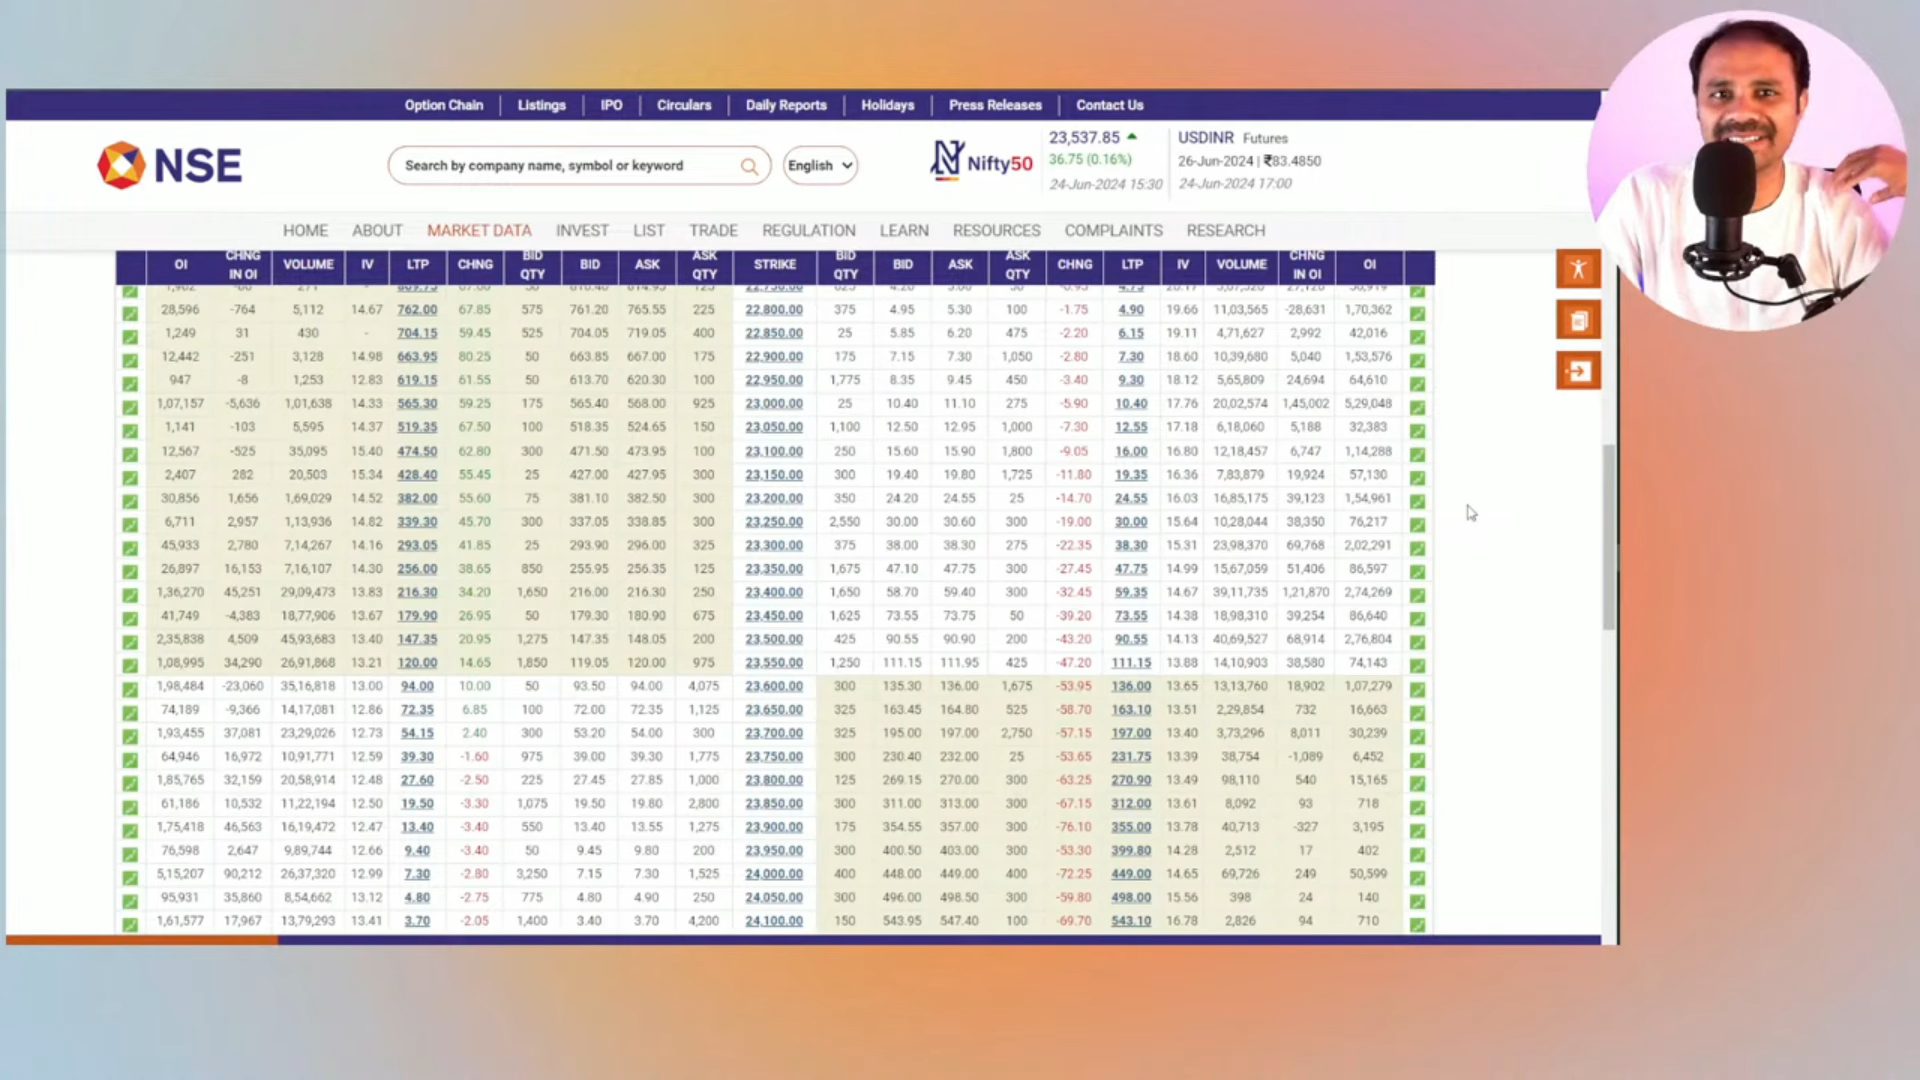 Option Chain Listings IPO Circulars Daily Reports Holidays Press Releases Contact Us
NSE
Search by company name, symbol or keyword
English
Nifty50
23,537.85
36.75 (0.16%)
24-Jun-2024 15:30
USDINR Futures
26-Jun-2024 | ₹83.4850
24-Jun-2024 17:00
HOME ABOUT MARKET DATA INVEST LIST TRADE REGULATION LEARN RESOURCES COMPLAINTS RESEARCH
OI CHNG IN OI VOLUME IV LTP CHNG BID QTY BID ASK ASK QTY STRIKE BID QTY BID ASK ASK QTY CHNG LTP IV VOLUME CHNG IN OI OI
28,596 -764 5,112 14.67 762.00 67.85 575 761.20 765.55 225 22,800.00 375 4.95 5.30 100 -1.75 4.90 19.66 11,03,565 -28,631 1,70,362
1,249 31 430 - 704.15 59.45 525 704.05 719.05 400 22,850.00 25 5.85 6.20 475 -2.20 6.15 19.11 4,71,627 2,992 42,016
12,442 -251 3,128 14.98 663.95 80.25 50 663.85 667.00 175 22,900.00 175 7.15 7.30 1,050 -2.80 7.30 18.60 10,39,680 5,040 1,53,576
947 -8 1,253 12.83 619.15 61.55 50 613.70 620.30 100 22,950.00 1,775 8.35 9.45 450 -3.40 9.30 18.12 5,65,809 24,694 64,610
1,07,157 -5,636 1,01,638 14.33 565.30 59.25 175 565.40 568.00 925 23,000.00 25 10.40 11.10 275 -5.90 10.40 17.76 20,02,574 1,45,002 5,29,048
1,141 -103 5,595 14.37 519.35 67.50 100 518.35 524.65 150 23,050.00 1,100 12.50 12.95 1,000 -7.30 12.55 17.18 6,18,060 5,188 32,383
12,567 -525 35,095 15.40 474.50 62.80 300 471.50 473.95 100 23,100.00 250 15.60 15.90 1,800 -9.05 16.00 16.80 12,18,457 6,747 1,14,288
2,407 282 20,503 15.34 428.40 55.45 25 427.00 427.95 300 23,150.00 300 19.40 19.80 1,725 -11.80 19.35 16.36 7,83,879 19,924 57,130
30,856 1,656 1,69,029 14.52 382.00 55.60 75 381.10 382.50 300 23,200.00 350 24.20 24.55 25 -14.70 24.55 16.03 16,85,175 39,123 1,54,961
6,711 2,957 1,13,936 14.82 339.30 45.70 300 337.05 338.85 300 23,250.00 2,550 30.00 30.60 300 -19.00 30.00 15.64 10,28,044 38,350 76,217
45,933 2,780 7,14,267 14.16 293.05 41.85 25 293.90 296.00 325 23,300.00 375 38.00 38.30 275 -22.35 38.30 15.31 23,98,370 69,768 2,02,291
26,897 16,153 7,16,107 14.30 256.00 38.65 850 255.95 256.35 125 23,350.00 1,675 47.10 47.75 300 -27.45 47.75 14.99 15,67,059 51,406 86,597
1,36,270 45,251 29,09,473 13.83 216.30 34.20 1,650 216.00 216.30 250 23,400.00 1,650 58.70 59.40 300 -32.45 59.35 14.67 39,11,735 1,21,870 2,74,269
41,749 -4,383 18,77,906 13.67 179.90 26.95 50 179.30 180.90 675 23,450.00 1,625 73.55 73.75 50 -39.20 73.55 14.38 18,98,310 39,254 86,640
2,35,838 4,509 45,93,683 13.40 147.35 20.95 1,275 147.35 148.05 200 23,500.00 425 90.55 90.90 200 -43.20 90.55 14.13 40,69,527 68,914 2,76,804
1,08,995 34,290 26,91,868 13.21 120.00 14.65 1,850 119.05 120.00 975 23,550.00 1,250 111.15 111.95 425 -47.20 111.15 13.88 14,10,903 38,580 74,143
1,98,484 -23,060 35,16,818 13.00 94.00 10.00 50 93.50 94.00 4,075 23,600.00 300 135.30 136.00 1,675 -53.95 136.00 13.65 13,13,760 18,902 1,07,279
74,189 -9,366 14,17,081 12.86 72.35 6.85 100 72.00 72.35 1,125 23,650.00 325 163.45 164.80 525 -58.70 163.10 13.51 2,29,854 732 16,663
1,93,455 37,081 23,29,026 12.73 54.15 2.40 300 53.20 54.00 300 23,700.00 325 195.00 197.00 2,750 -57.15 197.00 13.40 3,73,296 8,011 30,239
64,946 16,972 10,91,771 12.59 39.30 -1.60 975 39.00 39.30 1,775 23,750.00 300 230.40 232.00 25 -53.65 231.75 13.39 38,754 -1,089 6,452
1,85,765 32,159 20,58,914 12.48 27.60 -2.50 225 27.45 27.85 1,000 23,800.00 125 269.15 270.00 300 -63.25 270.90 13.49 98,110 540 15,165
61,186 10,532 11,22,194 12.50 19.50 -3.30 1,075 19.50 19.80 2,800 23,850.00 300 311.00 313.00 300 -67.15 312.00 13.61 8,092 93 718
1,75,418 46,563 16,19,472 12.47 13.40 -3.40 550 13.40 13.55 1,275 23,900.00 175 354.55 357.00 300 -76.10 355.00 13.78 40,713 -327 3,195
76,598 2,647 9,89,744 12.66 9.40 -3.40 50 9.45 9.80 200 23,950.00 300 400.50 403.00 300 -53.30 399.80 14.28 2,512 17 402
5,15,207 90,212 26,37,320 12.99 7.30 -2.80 3,250 7.15 7.30 1,525 24,000.00 400 448.00 449.00 400 -72.25 449.00 14.65 69,726 249 50,599
95,931 35,860 8,54,662 13.12 4.80 -2.75 775 4.80 4.90 250 24,050.00 300 496.00 498.50 300 -59.80 498.00 15.56 398 24 140
1,61,577 17,967 13,79,293 13.41 3.70 -2.05 1,400 3.40 3.70 4,200 24,100.00 150 543.95 547.40 100 -69.70 543.10 16.78 2,826 94 710